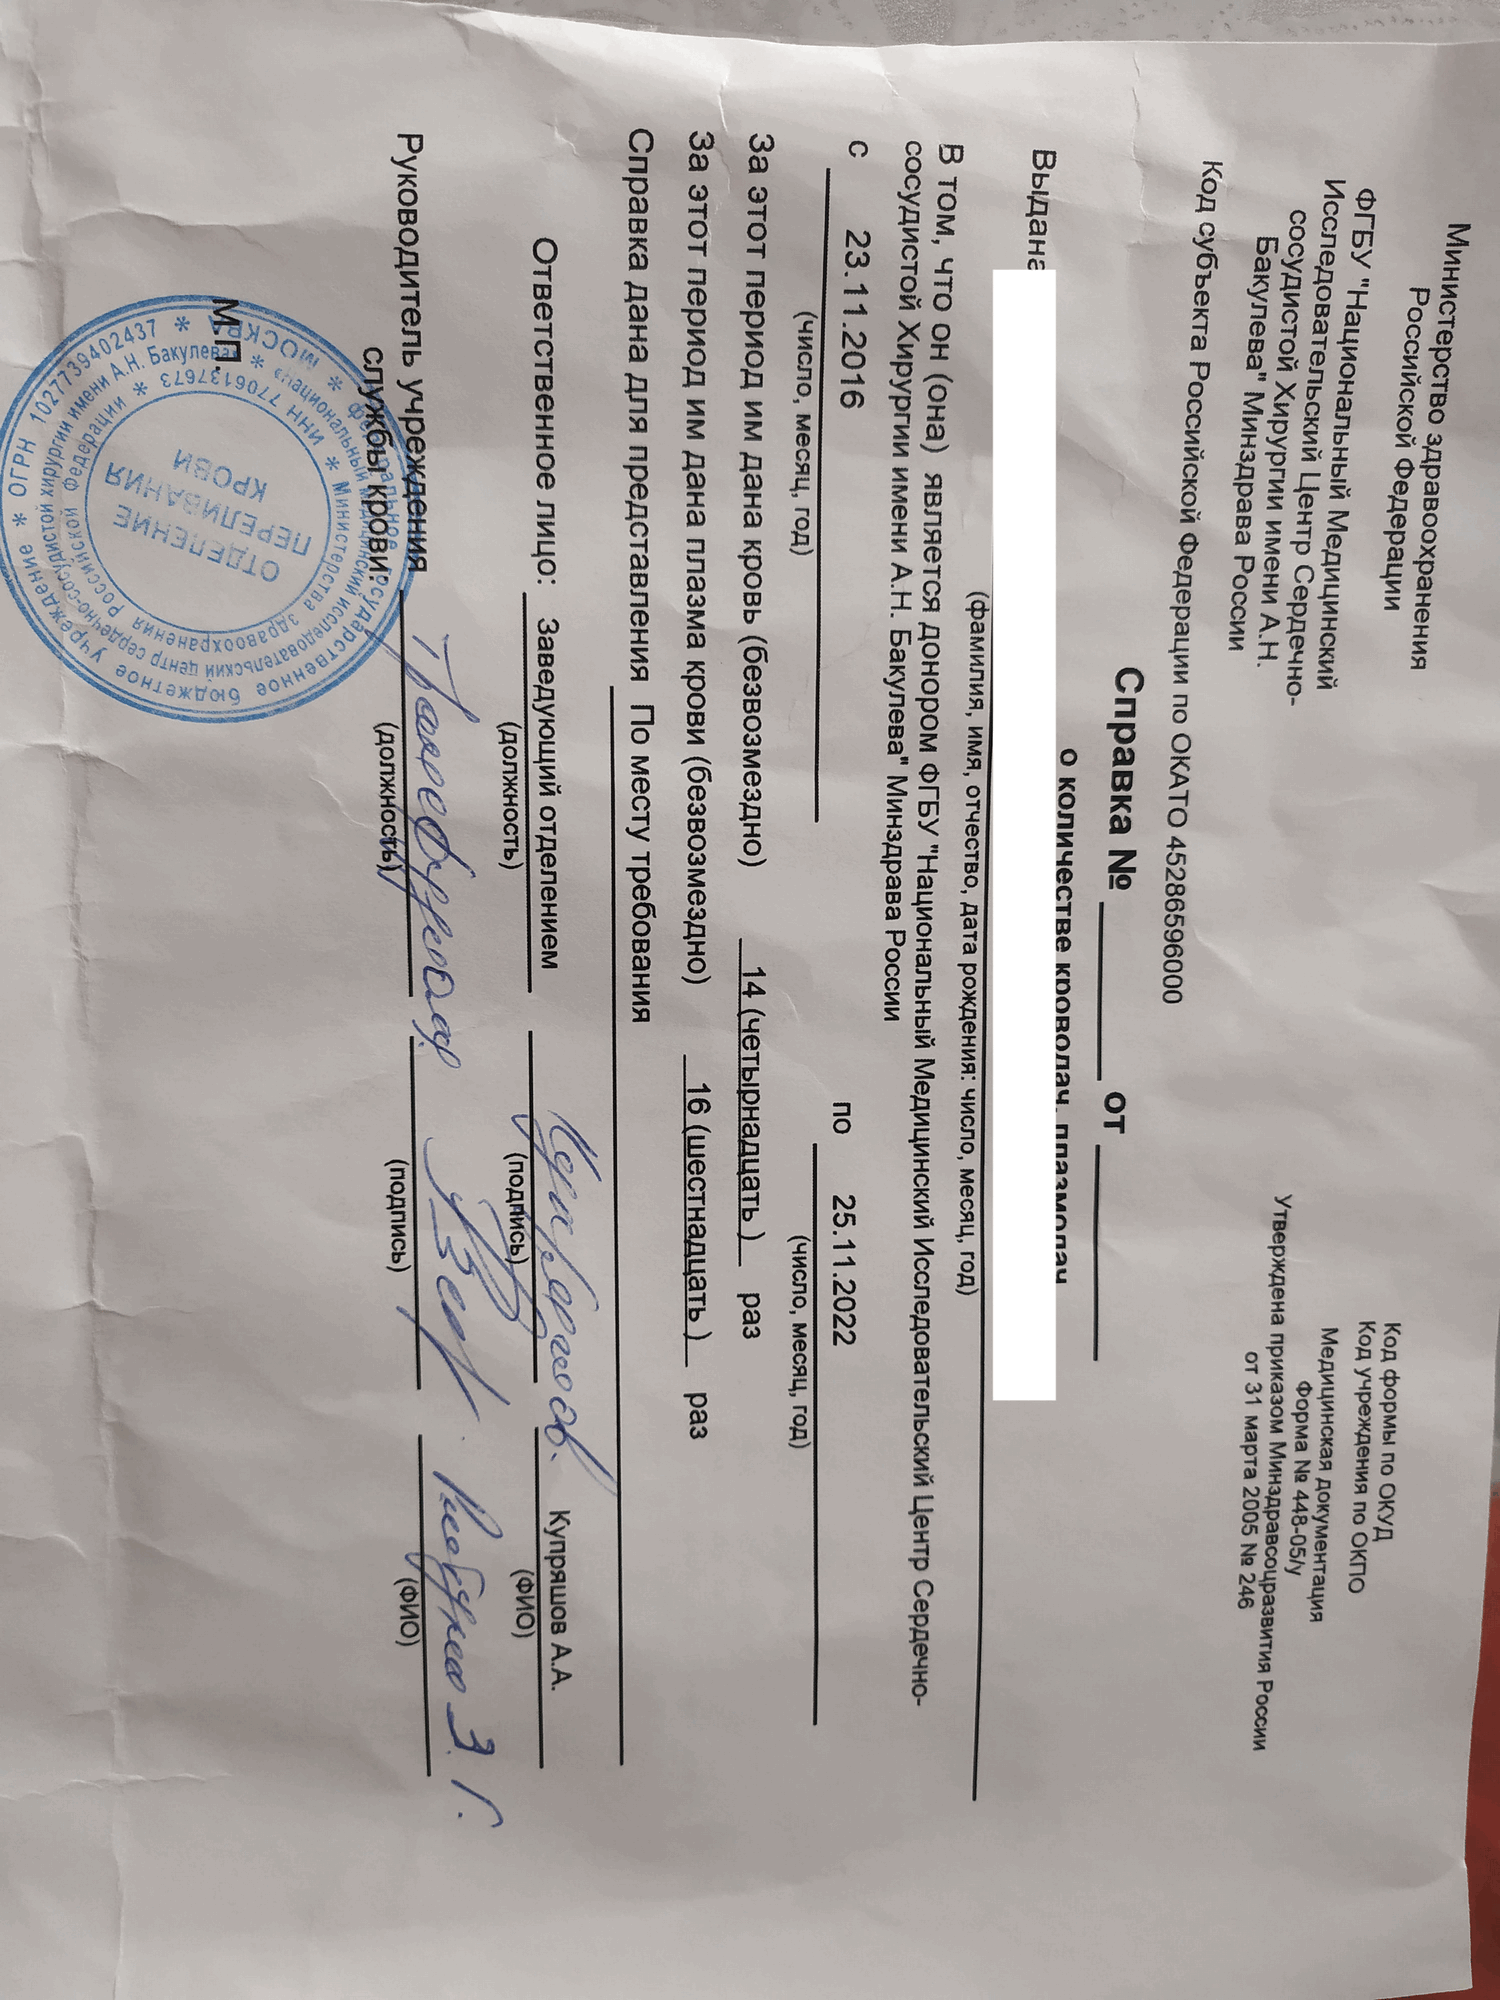 Министерство здравоохранения
Российской Федерации
ФГБУ "Национальный Медицинский
Исследовательский Центр Сердечно-
сосудистой Хирургии имени А.Н.
Бакулева" Минздрава России
Код субъекта Российской Федерации по ОКАТО 45286596000
Код формы по ОКУД
Код учреждения по ОКПО
Медицинская документация
Форма № 448-05/у
Утверждена приказом Минздравсоцразвития России
от 31 марта 2005 № 246
Справка № от
о количестве кроводач, плазмодач
Выдана
(фамилия, имя, отчество, дата рождения: число, месяц, год)
В том, что он (она) является донором ФГБУ "Национальный Медицинский Исследовательский Центр Сердечно-
сосудистой Хирургии имени А.Н. Бакулева" Минздрава России
с 23.11.2016 по 25.11.2022
(число, месяц, год) (число, месяц, год)
За этот период им дана кровь (безвозмездно) 14 (четырнадцать ) раз
За этот период им дана плазма крови (безвозмездно) 16 (шестнадцать ) раз
Справка дана для представления По месту требования
Ответственное лицо: Заведующий отделением Купряшов А.А.
(должность) (подпись) (ФИО)
Руководитель учреждения
службы крови:
(должность) (подпись) (ФИО)
М.П.
федеральное государственное бюджетное учреждение * ОГРН 1027739402437 * МОСКВА *
национальный медицинский исследовательский центр сердечно-сосудистой хирургии имени А.Н. Бакулева *
Министерства здравоохранения Российской Федерации * ИНН 7706137673 *
ОТДЕЛЕНИЕ
ПЕРЕЛИВАНИЯ
КРОВИ